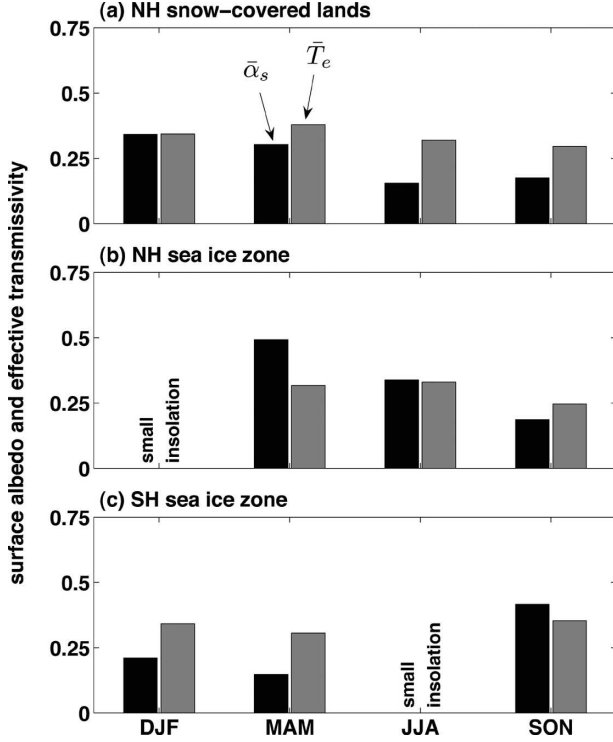 (a) NH snow−covered lands
0.75
0.5
0.25
0
ᾱs
T̄e
(b) NH sea ice zone
0.75
0.5
0.25
0
small
insolation
(c) SH sea ice zone
0.75
0.5
0.25
0
small
insolation
DJF MAM JJA SON
surface albedo and effective transmissivity